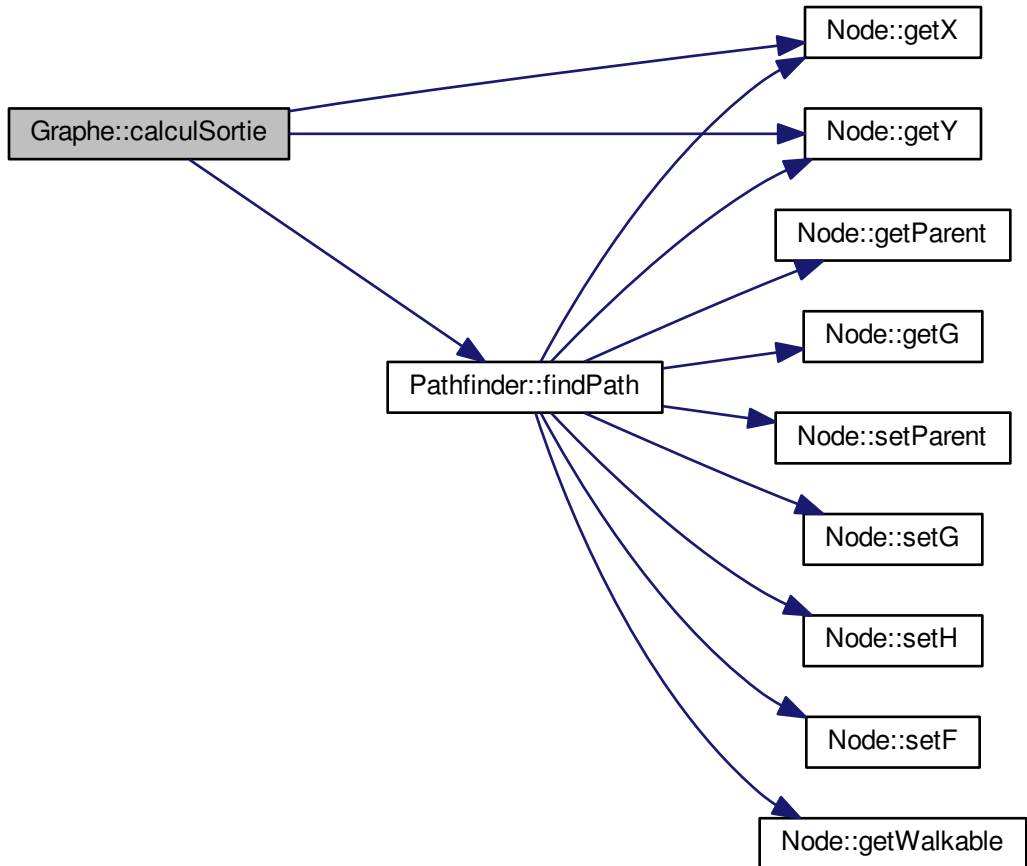 Node::getX
Graphe::calculSortie
Node::getY
Node::getParent
Node::getG
Pathfinder::findPath
Node::setParent
Node::setG
Node::setH
Node::setF
Node::getWalkable